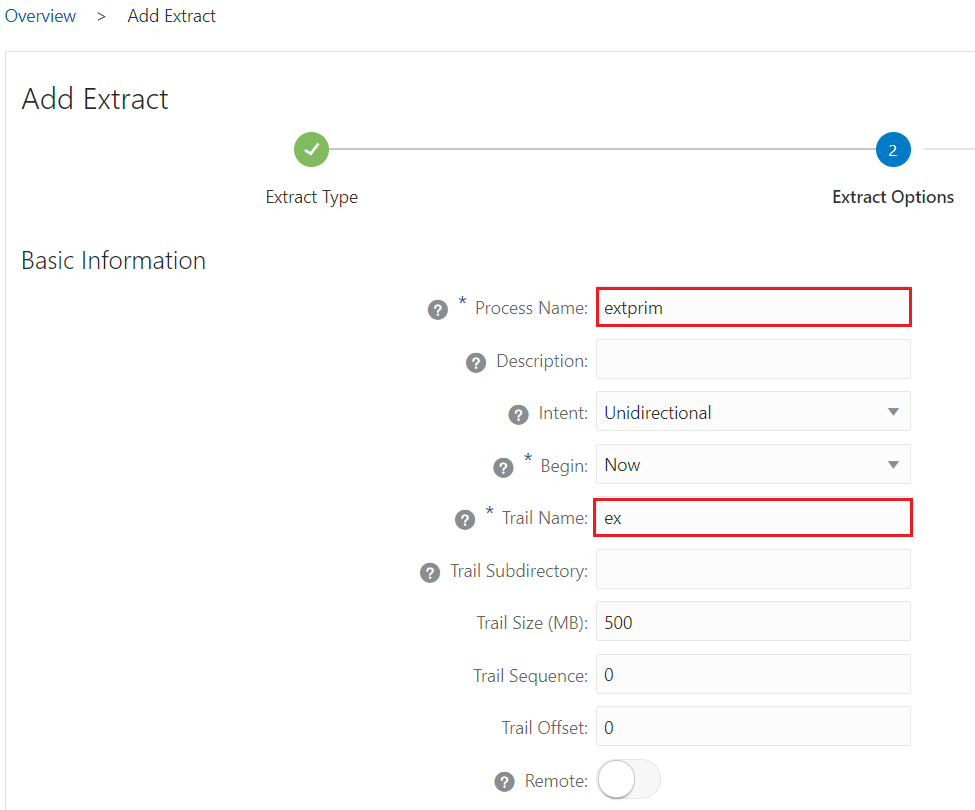 Overview > Add Extract
Add Extract
2
Extract Type Extract Options
Basic Information
? * Process Name: extprim
? Description:
? Intent: Unidirectional
? * Begin: Now
? * Trail Name: ex
? Trail Subdirectory:
Trail Size (MB): 500
Trail Sequence: 0
Trail Offset: 0
? Remote: